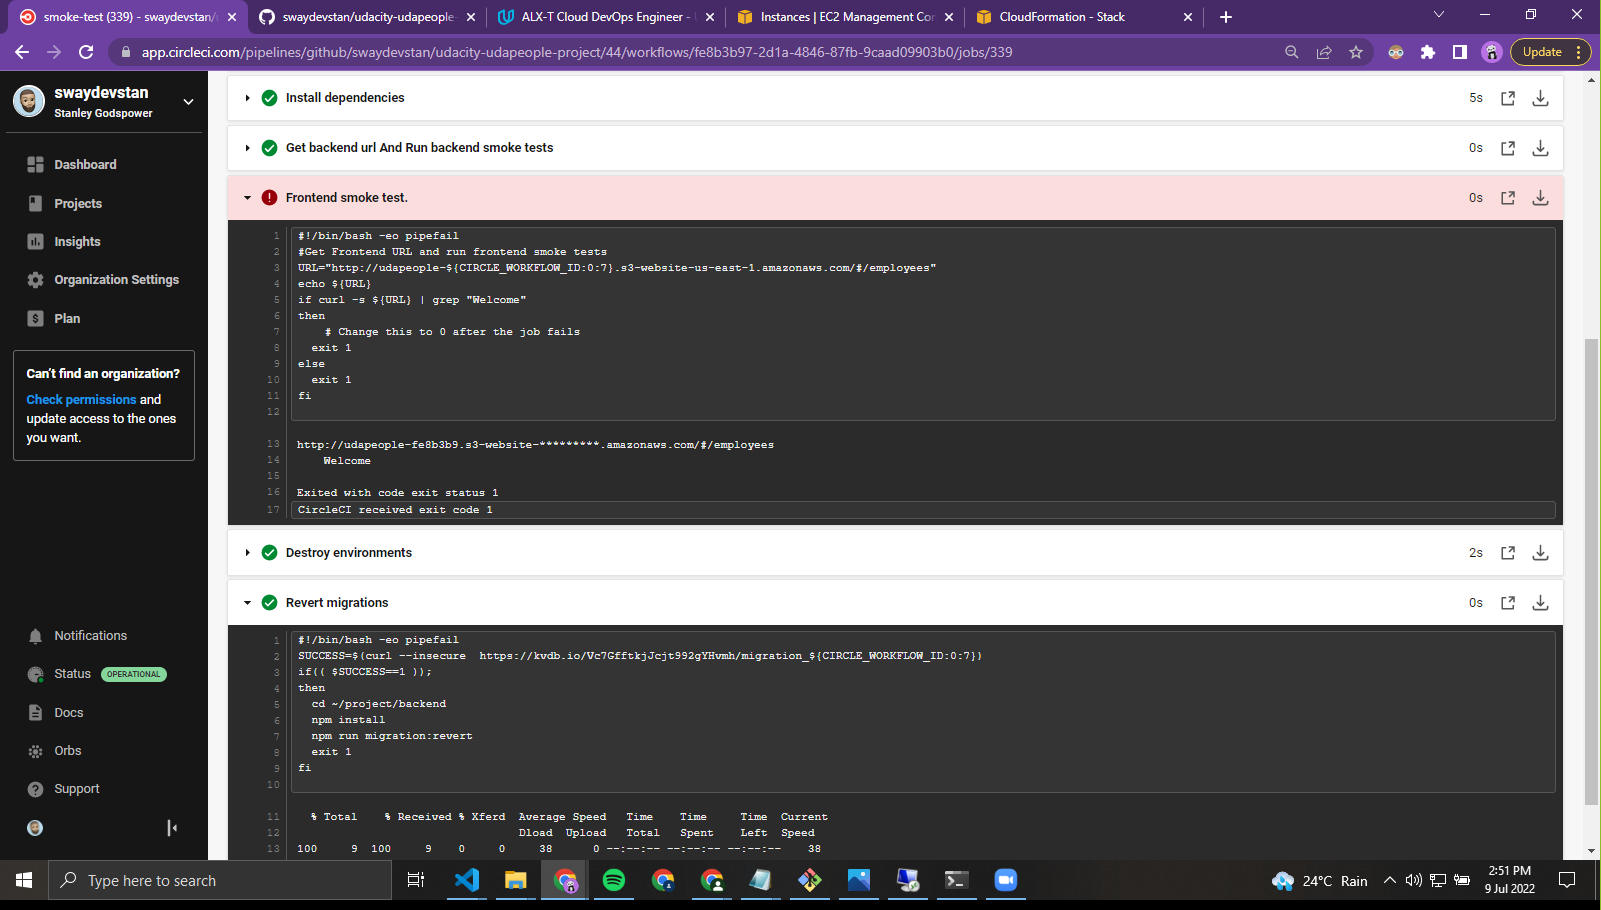 smoke-test (339) - swaydevstan/
swaydevstan/udacity-udapeople-
ALX-T Cloud DevOps Engineer -
Instances | EC2 Management Con
CloudFormation - Stack
app.circleci.com/pipelines/github/swaydevstan/udacity-udapeople-project/44/workflows/fe8b3b97-2d1a-4846-87fb-9caad09903b0/jobs/339
Update
swaydevstan
Stanley Godspower
Dashboard
Projects
Insights
Organization Settings
Plan
Can't find an organization?
Check permissions and
update access to the ones
you want.
Notifications
Status OPERATIONAL
Docs
Orbs
Support
Install dependencies 5s
Get backend url And Run backend smoke tests 0s
Frontend smoke test. 0s
1 #!/bin/bash -eo pipefail
2 #Get Frontend URL and run frontend smoke tests
3 URL="http://udapeople-${CIRCLE_WORKFLOW_ID:0:7}.s3-website-us-east-1.amazonaws.com/#/employees"
4 echo ${URL}
5 if curl -s ${URL} | grep "Welcome"
6 then
7 # Change this to 0 after the job fails
8 exit 1
9 else
10 exit 1
11 fi
12
13 http://udapeople-fe8b3b9.s3-website-*********.amazonaws.com/#/employees
14 Welcome
15
16 Exited with code exit status 1
17 CircleCI received exit code 1
Destroy environments 2s
Revert migrations 0s
1 #!/bin/bash -eo pipefail
2 SUCCESS=$(curl --insecure https://kvdb.io/Vc7GfftkjJcjt992gYHvmh/migration_${CIRCLE_WORKFLOW_ID:0:7})
3 if(( $SUCCESS==1 ));
4 then
5 cd ~/project/backend
6 npm install
7 npm run migration:revert
8 exit 1
9 fi
10
11 % Total % Received % Xferd Average Speed Time Time Time Current
12 Dload Upload Total Spent Left Speed
13 100 9 100 9 0 0 38 0 --:--:-- --:--:-- --:--:-- 38
Type here to search
24°C Rain
2:51 PM
9 Jul 2022